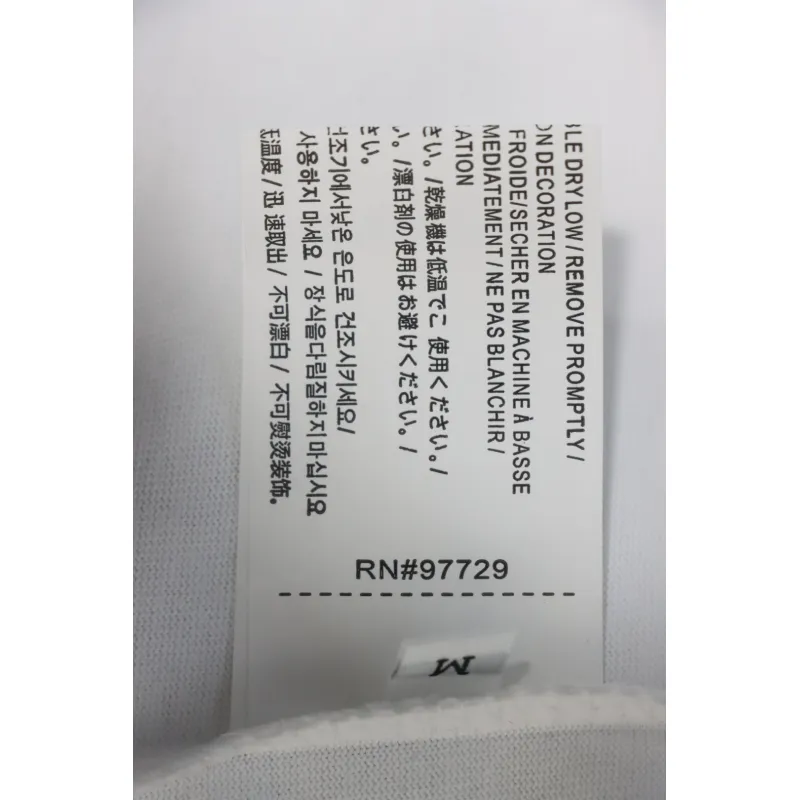 LE DRY LOW / REMOVE PROMPTLY /
ON DECORATION
FROIDE/SECHER EN MACHINE À BASSE
MEDIATEMENT / NE PAS BLANCHIR /
ATION
さい。/乾燥機は低温でこ 使用ください。/
い。/漂白剤の使用はお避けください。/
さい。
건조기에서낮은 온도로 건조시키세요/
사용하지 마세요 / 장식을다림질하지마십시요
低温度 / 迅 速取出 / 不可漂白 / 不可熨烫装饰。
RN#97729
M